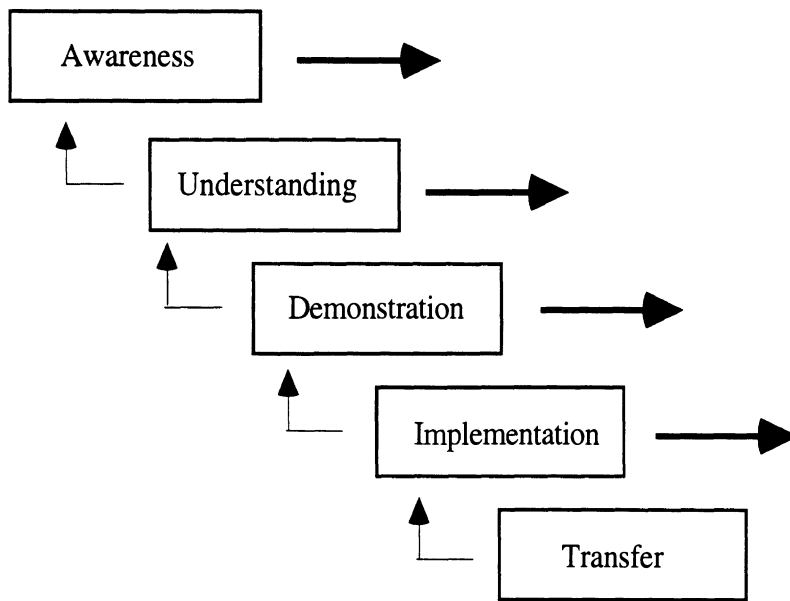 Awareness
Understanding
Demonstration
Implementation
Transfer